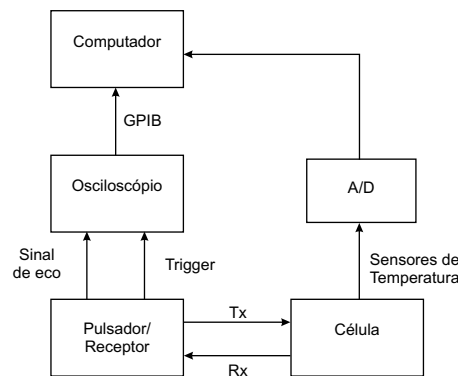 Computador
GPIB
Osciloscópio
A/D
Sinal
de eco
Trigger
Sensores de
Temperatura
Pulsador/
Receptor
Tx
Rx
Célula